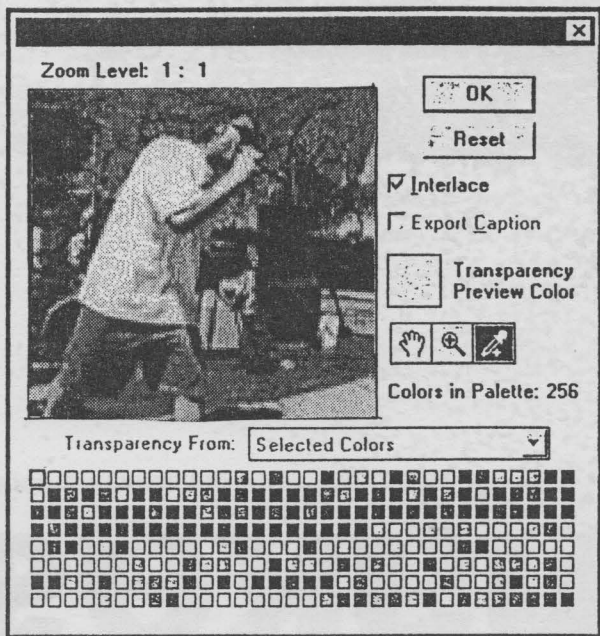 Zoom Level: 1 : 1
OK
Reset
Interlace
Export Caption
Transparency
Preview Color
Colors in Palette: 256
Transparency From: Selected Colors